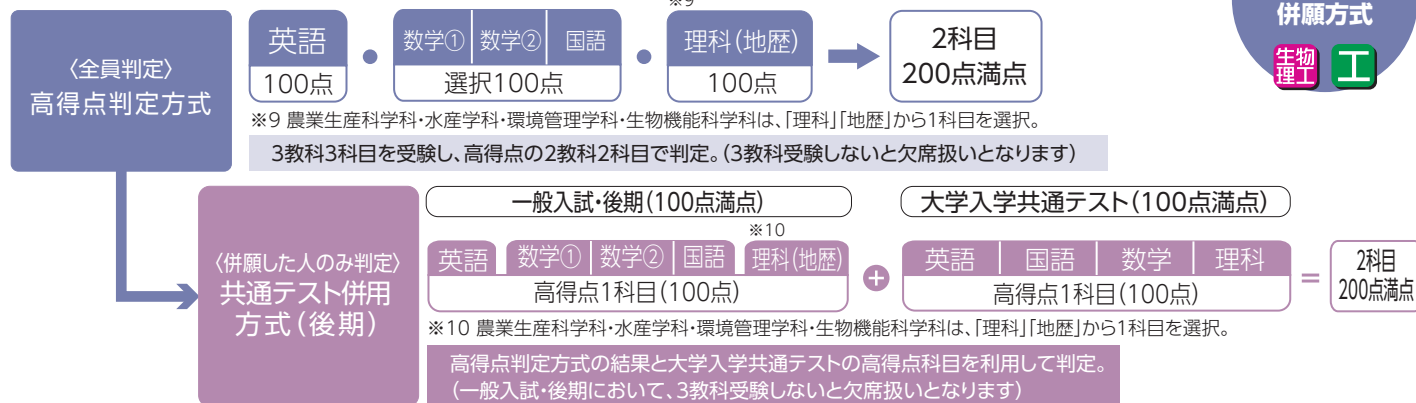 併願方式
生物理工 工
〈全員判定〉
高得点判定方式
英語
100点
・
数学① 数学② 国語
選択100点
・
※9
理科(地歴)
100点
2科目
200点満点
※9 農業生産科学科・水産学科・環境管理学科・生物機能科学科は、「理科」「地歴」から1科目を選択。
3教科3科目を受験し、高得点の2教科2科目で判定。(3教科受験しないと欠席扱いとなります)
〈併願した人のみ判定〉
共通テスト併用
方式(後期)
一般入試・後期(100点満点)
※10
英語 数学① 数学② 国語 理科(地歴)
高得点1科目(100点)
+
大学入学共通テスト(100点満点)
英語 国語 数学 理科
高得点1科目(100点)
=
2科目
200点満点
※10 農業生産科学科・水産学科・環境管理学科・生物機能科学科は、「理科」「地歴」から1科目を選択。
高得点判定方式の結果と大学入学共通テストの高得点科目を利用して判定。
(一般入試・後期において、3教科受験しないと欠席扱いとなります)